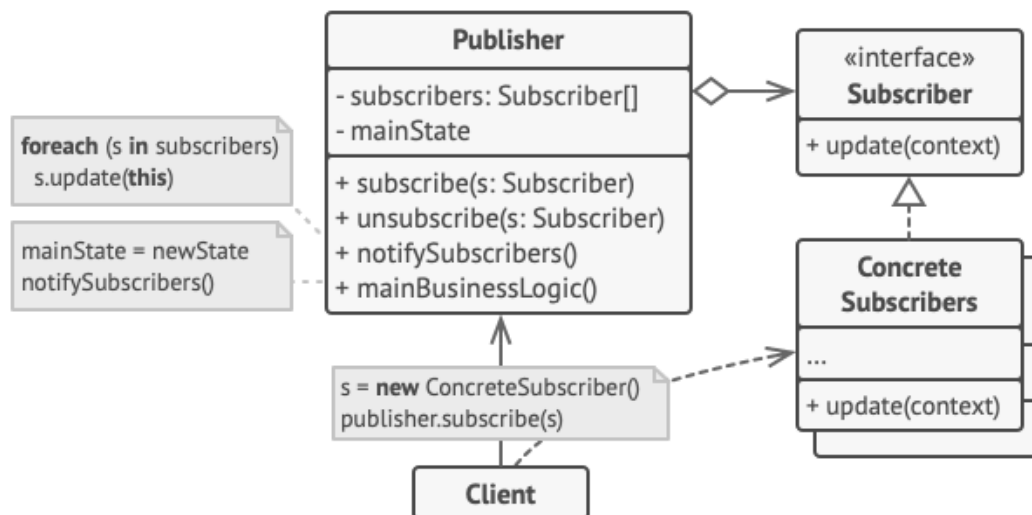 Publisher
- subscribers: Subscriber[]
- mainState
+ subscribe(s: Subscriber)
+ unsubscribe(s: Subscriber)
+ notifySubscribers()
+ mainBusinessLogic()
foreach (s in subscribers)
s.update(this)
mainState = newState
notifySubscribers()
«interface»
Subscriber
+ update(context)
Concrete
Subscribers
...
+ update(context)
s = new ConcreteSubscriber()
publisher.subscribe(s)
Client